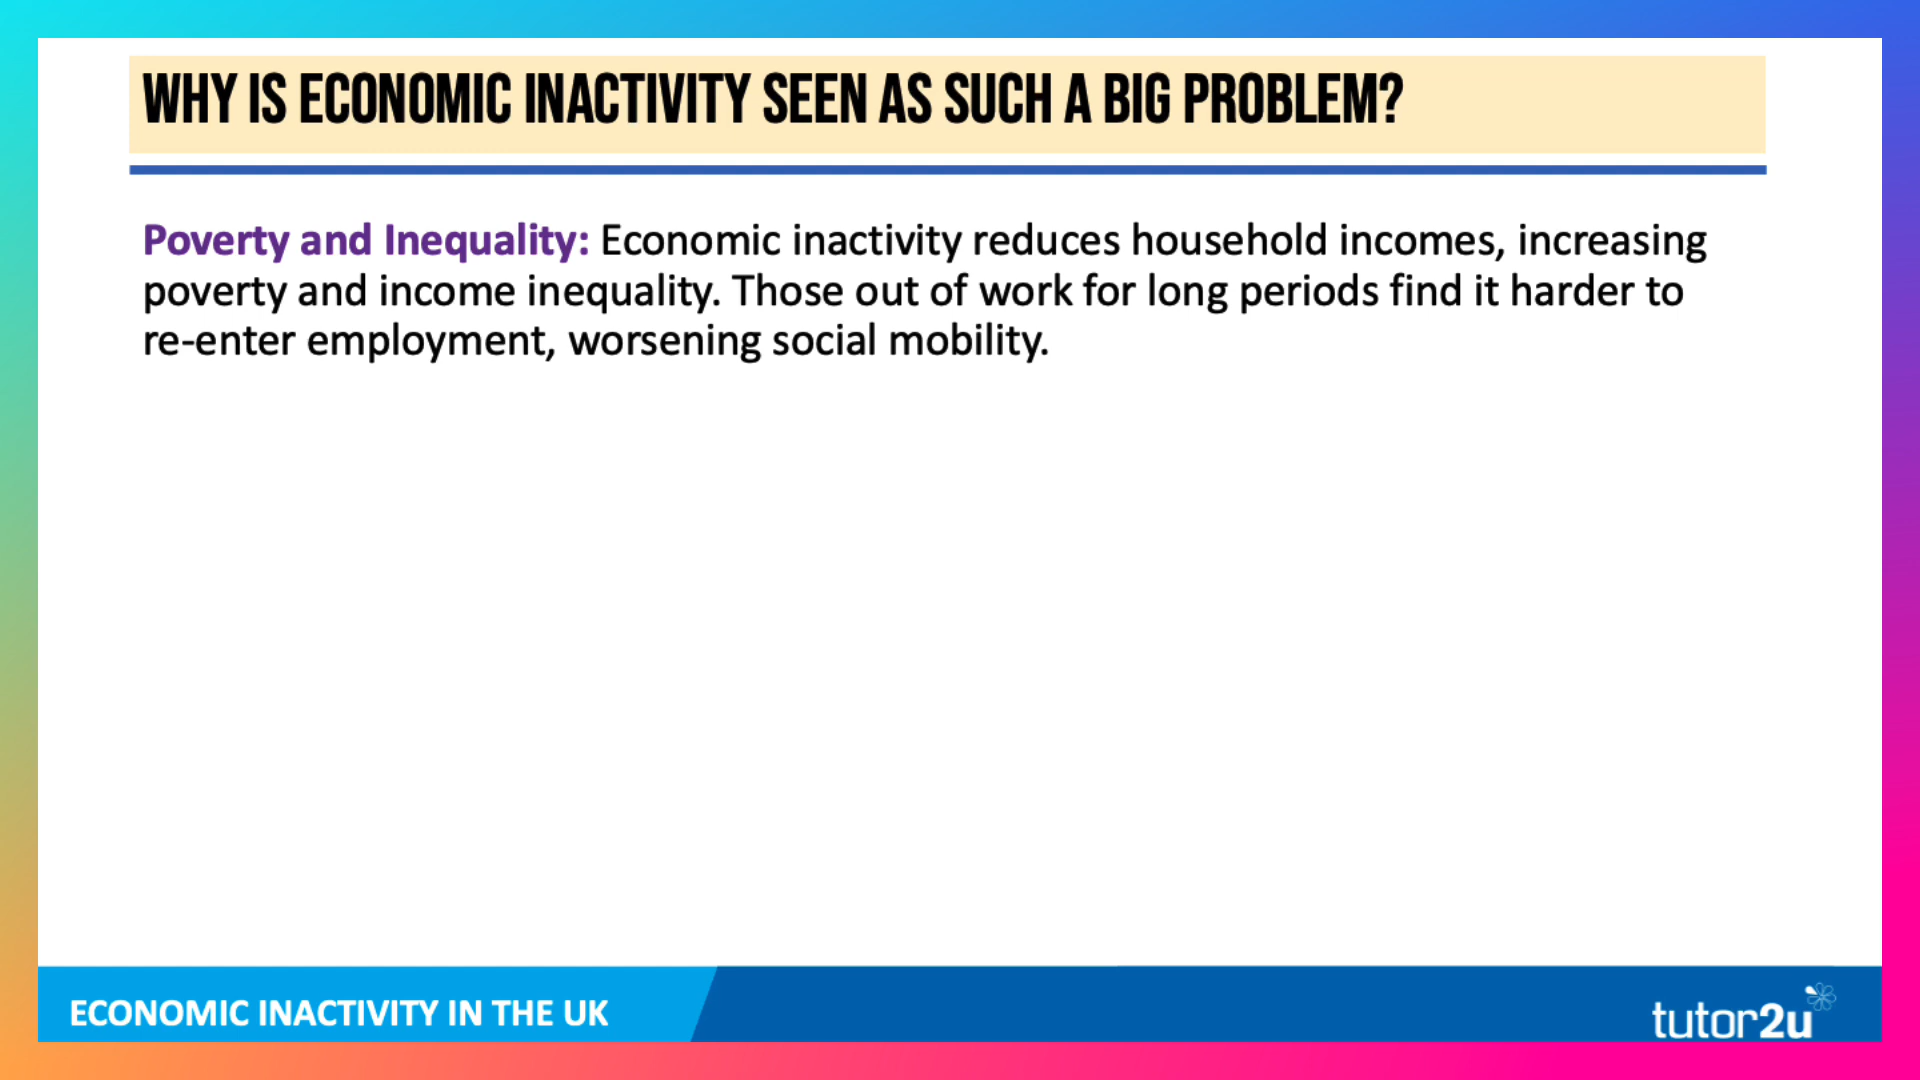 WHY IS ECONOMIC INACTIVITY SEEN AS SUCH A BIG PROBLEM?
Poverty and Inequality: Economic inactivity reduces household incomes, increasing
poverty and income inequality. Those out of work for long periods find it harder to
re-enter employment, worsening social mobility.
ECONOMIC INACTIVITY IN THE UK
tutor2u